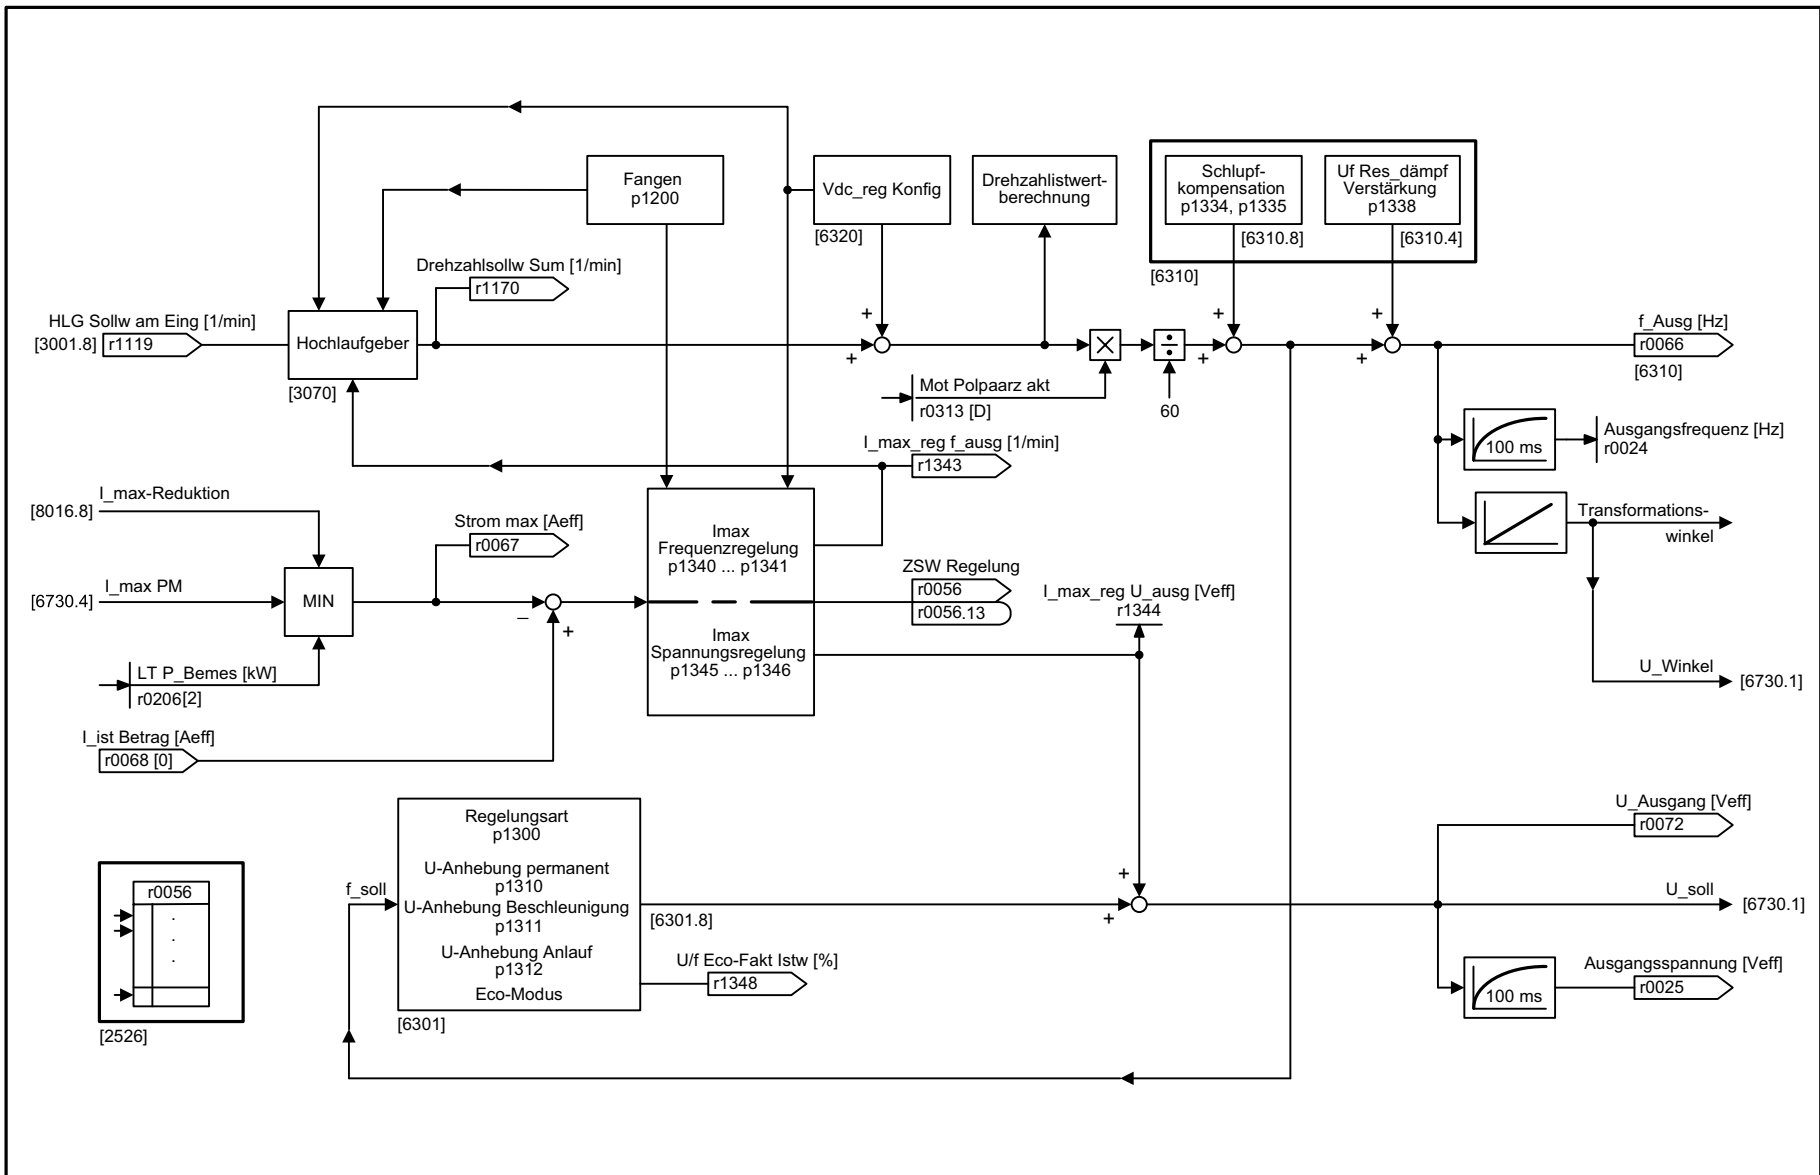 Fangen
p1200
Vdc_reg Konfig
[6320]
Drehzahlistwert-
berechnung
Schlupf-
kompensation
p1334, p1335
[6310.8]
Uf Res_dämpf
Verstärkung
p1338
[6310.4]
[6310]
Drehzahlsollw Sum [1/min]
r1170
HLG Sollw am Eing [1/min]
[3001.8]
r1119
Hochlaufgeber
[3070]
+
+
Mot Polpaarz akt
r0313 [D]
×
÷
60
+
+
+
+
f_Ausg [Hz]
r0066
[6310]
100 ms
Ausgangsfrequenz [Hz]
r0024
I_max_reg f_ausg [1/min]
r1343
I_max-Reduktion
[8016.8]
Strom max [Aeff]
r0067
I_max PM
[6730.4]
MIN
–
+
LT P_Bemes [kW]
r0206[2]
I_ist Betrag [Aeff]
r0068 [0]
Imax
Frequenzregelung
p1340 ... p1341
Imax
Spannungsregelung
p1345 ... p1346
ZSW Regelung
r0056
r0056.13
I_max_reg U_ausg [Veff]
r1344
Transformations-
winkel
U_Winkel
[6730.1]
Regelungsart
p1300
U-Anhebung permanent
p1310
U-Anhebung Beschleunigung
p1311
U-Anhebung Anlauf
p1312
Eco-Modus
[6301]
f_soll
[6301.8]
U/f Eco-Fakt Istw [%]
r1348
+
+
U_Ausgang [Veff]
r0072
U_soll
[6730.1]
100 ms
Ausgangsspannung [Veff]
r0025
r0056
.
.
.
[2526]